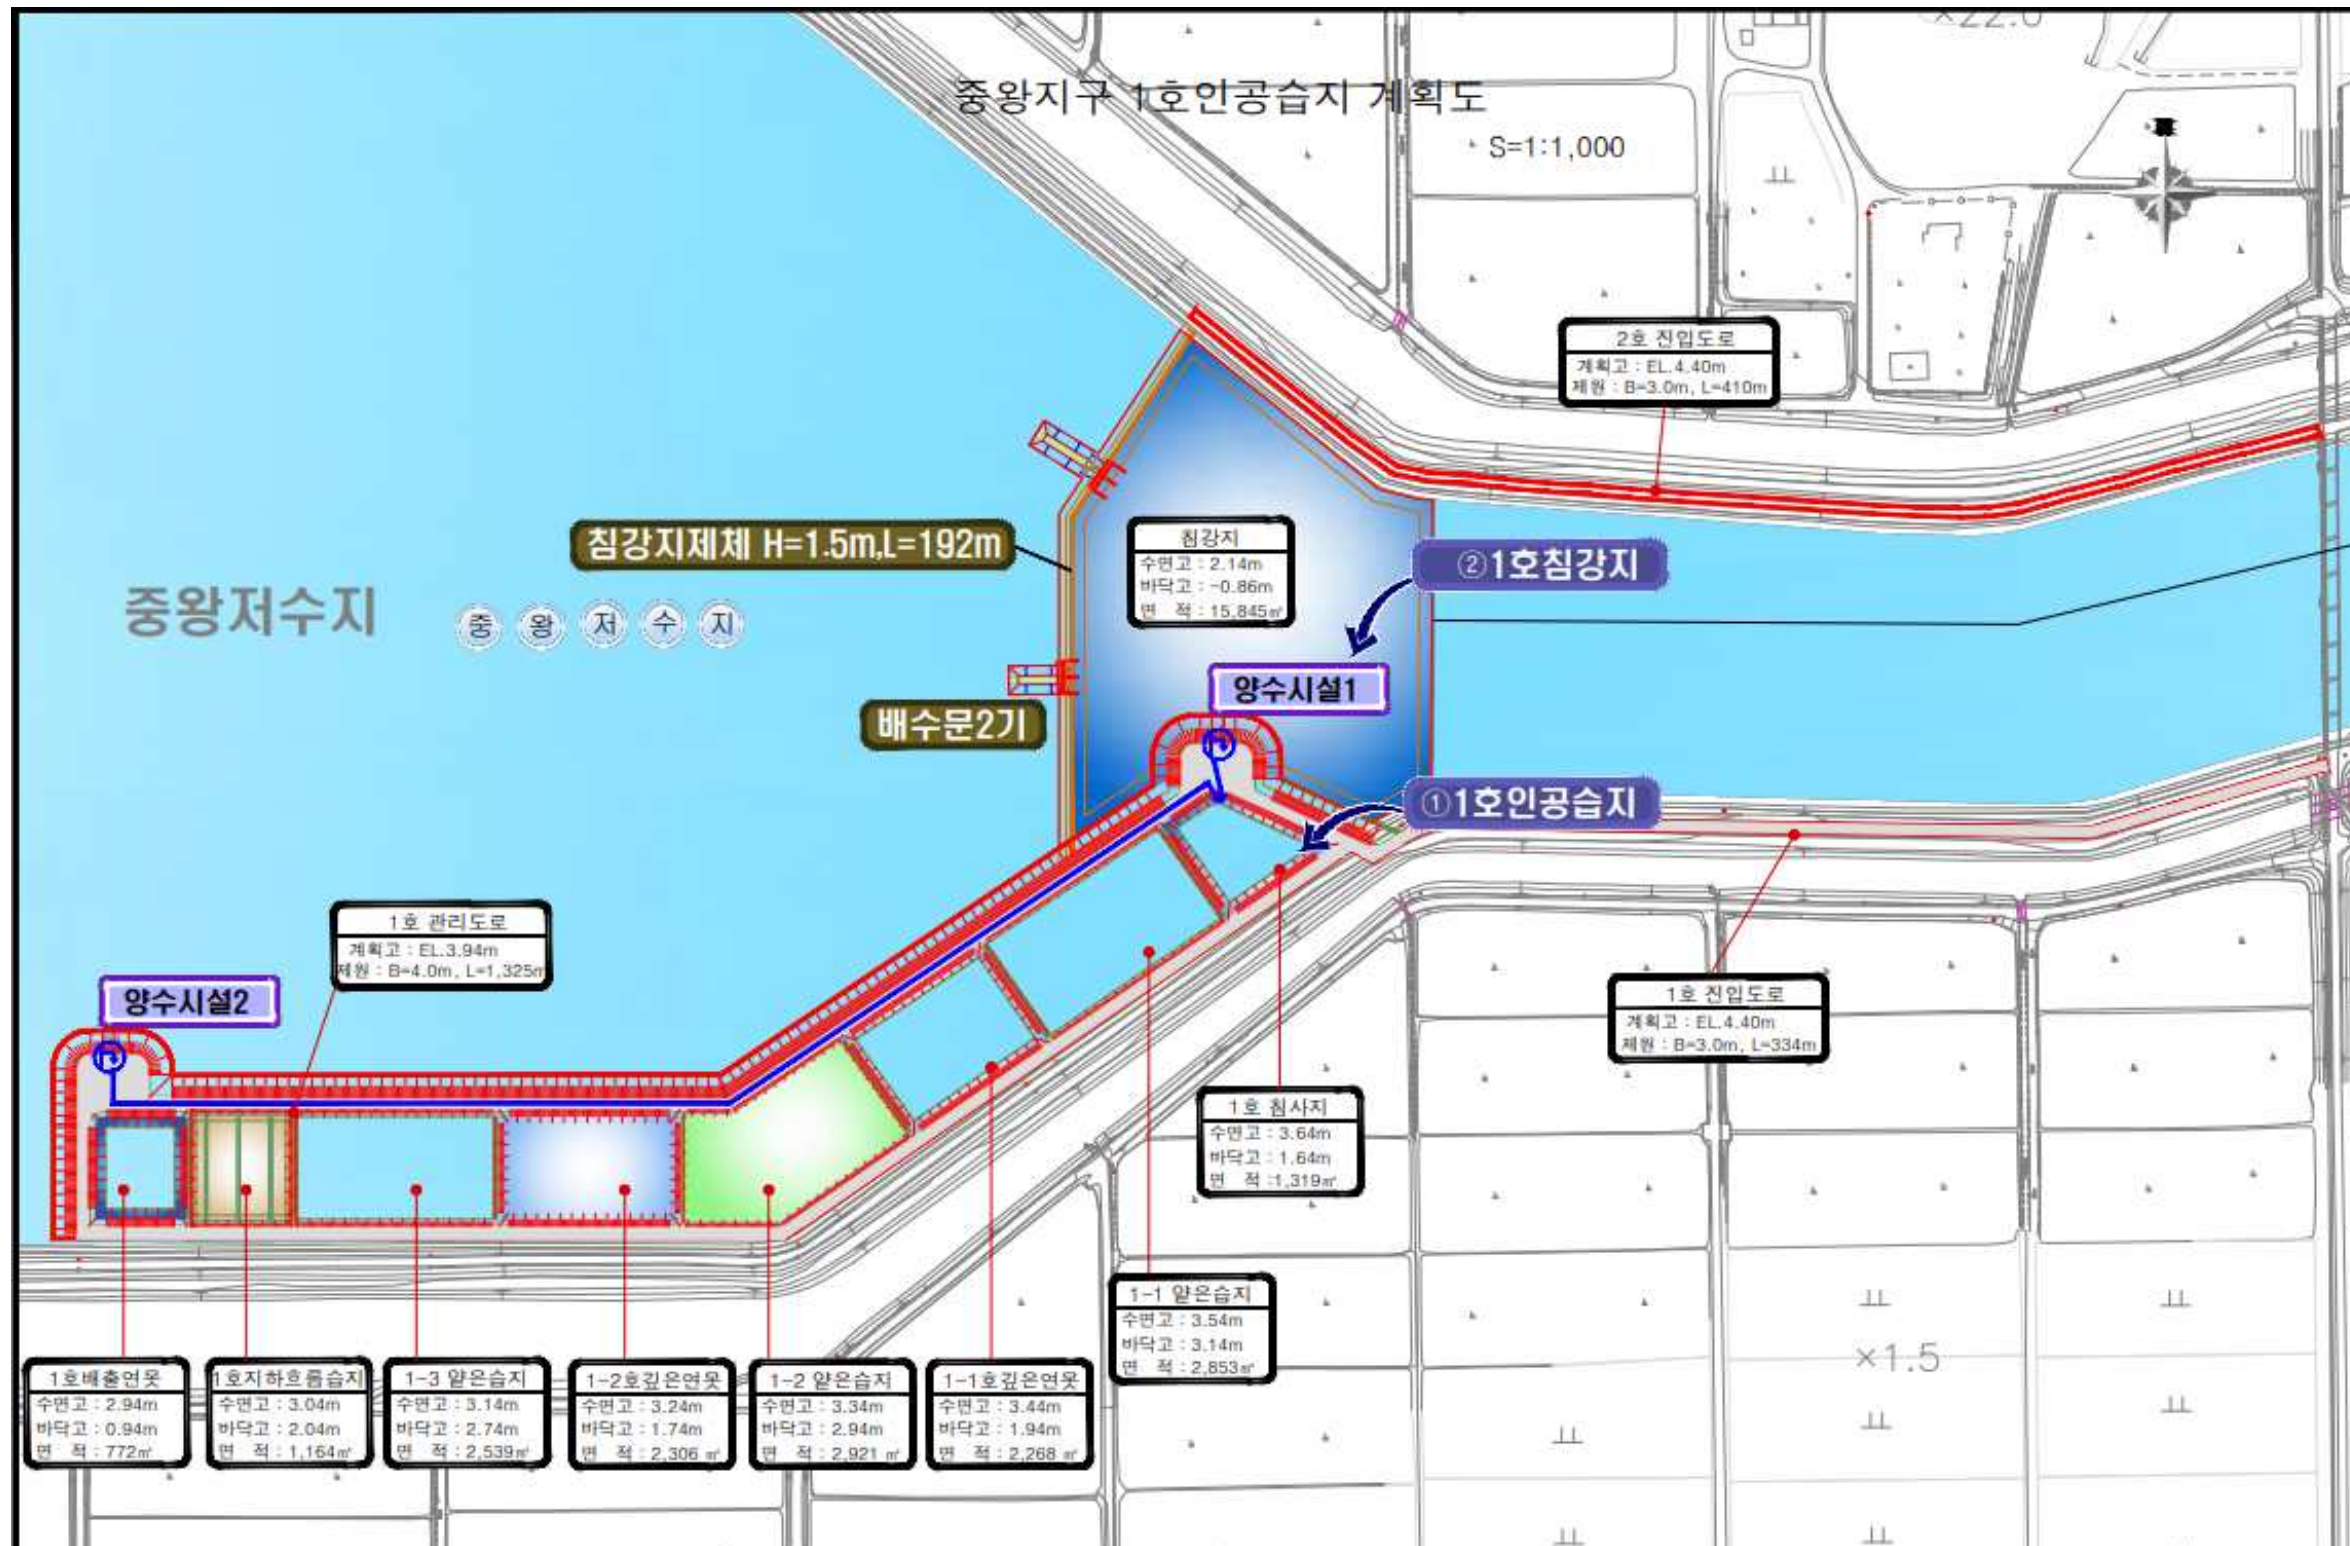 ×22.0
중왕지구 1호인공습지 계획도
S=1:1,000
2호 진입도로
계획고 : EL.4.40m
제원 : B=3.0m, L=410m
침강지제체 H=1.5m,L=192m
침강지
수면고 : 2.14m
바닥고 : -0.86m
면 적 : 15,845㎡
②1호침강지
중왕저수지
중 왕 저 수 지
양수시설1
배수문2기
①1호인공습지
1호 관리도로
계획고 : EL.3.94m
제원 : B=4.0m, L=1,325m
양수시설2
1호 진입도로
계획고 : EL.4.40m
제원 : B=3.0m, L=334m
1호 침사지
수면고 : 3.64m
바닥고 : 1.64m
면 적 :1,319㎡
1-1 얕은습지
수면고 : 3.54m
바닥고 : 3.14m
면 적 : 2,853㎡
×1.5
1호배출연못
수면고 : 2.94m
바닥고 : 0.94m
면 적 : 772㎡
1호지하흐름습지
수면고 : 3.04m
바닥고 : 2.04m
면 적 : 1,164㎡
1-3 얕은습지
수면고 : 3.14m
바닥고 : 2.74m
면 적 : 2,539㎡
1-2호깊은연못
수면고 : 3.24m
바닥고 : 1.74m
면 적 : 2,306 ㎡
1-2 얕은습지
수면고 : 3.34m
바닥고 : 2.94m
면 적 : 2,921 ㎡
1-1호깊은연못
수면고 : 3.44m
바닥고 : 1.94m
면 적 : 2,268 ㎡